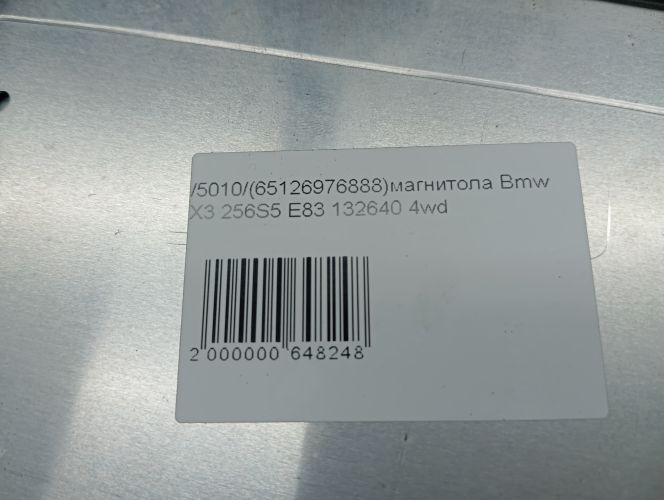 /5010/(65126976888)магнитола Bmw
X3 256S5 E83 132640 4wd
2 000000 648248